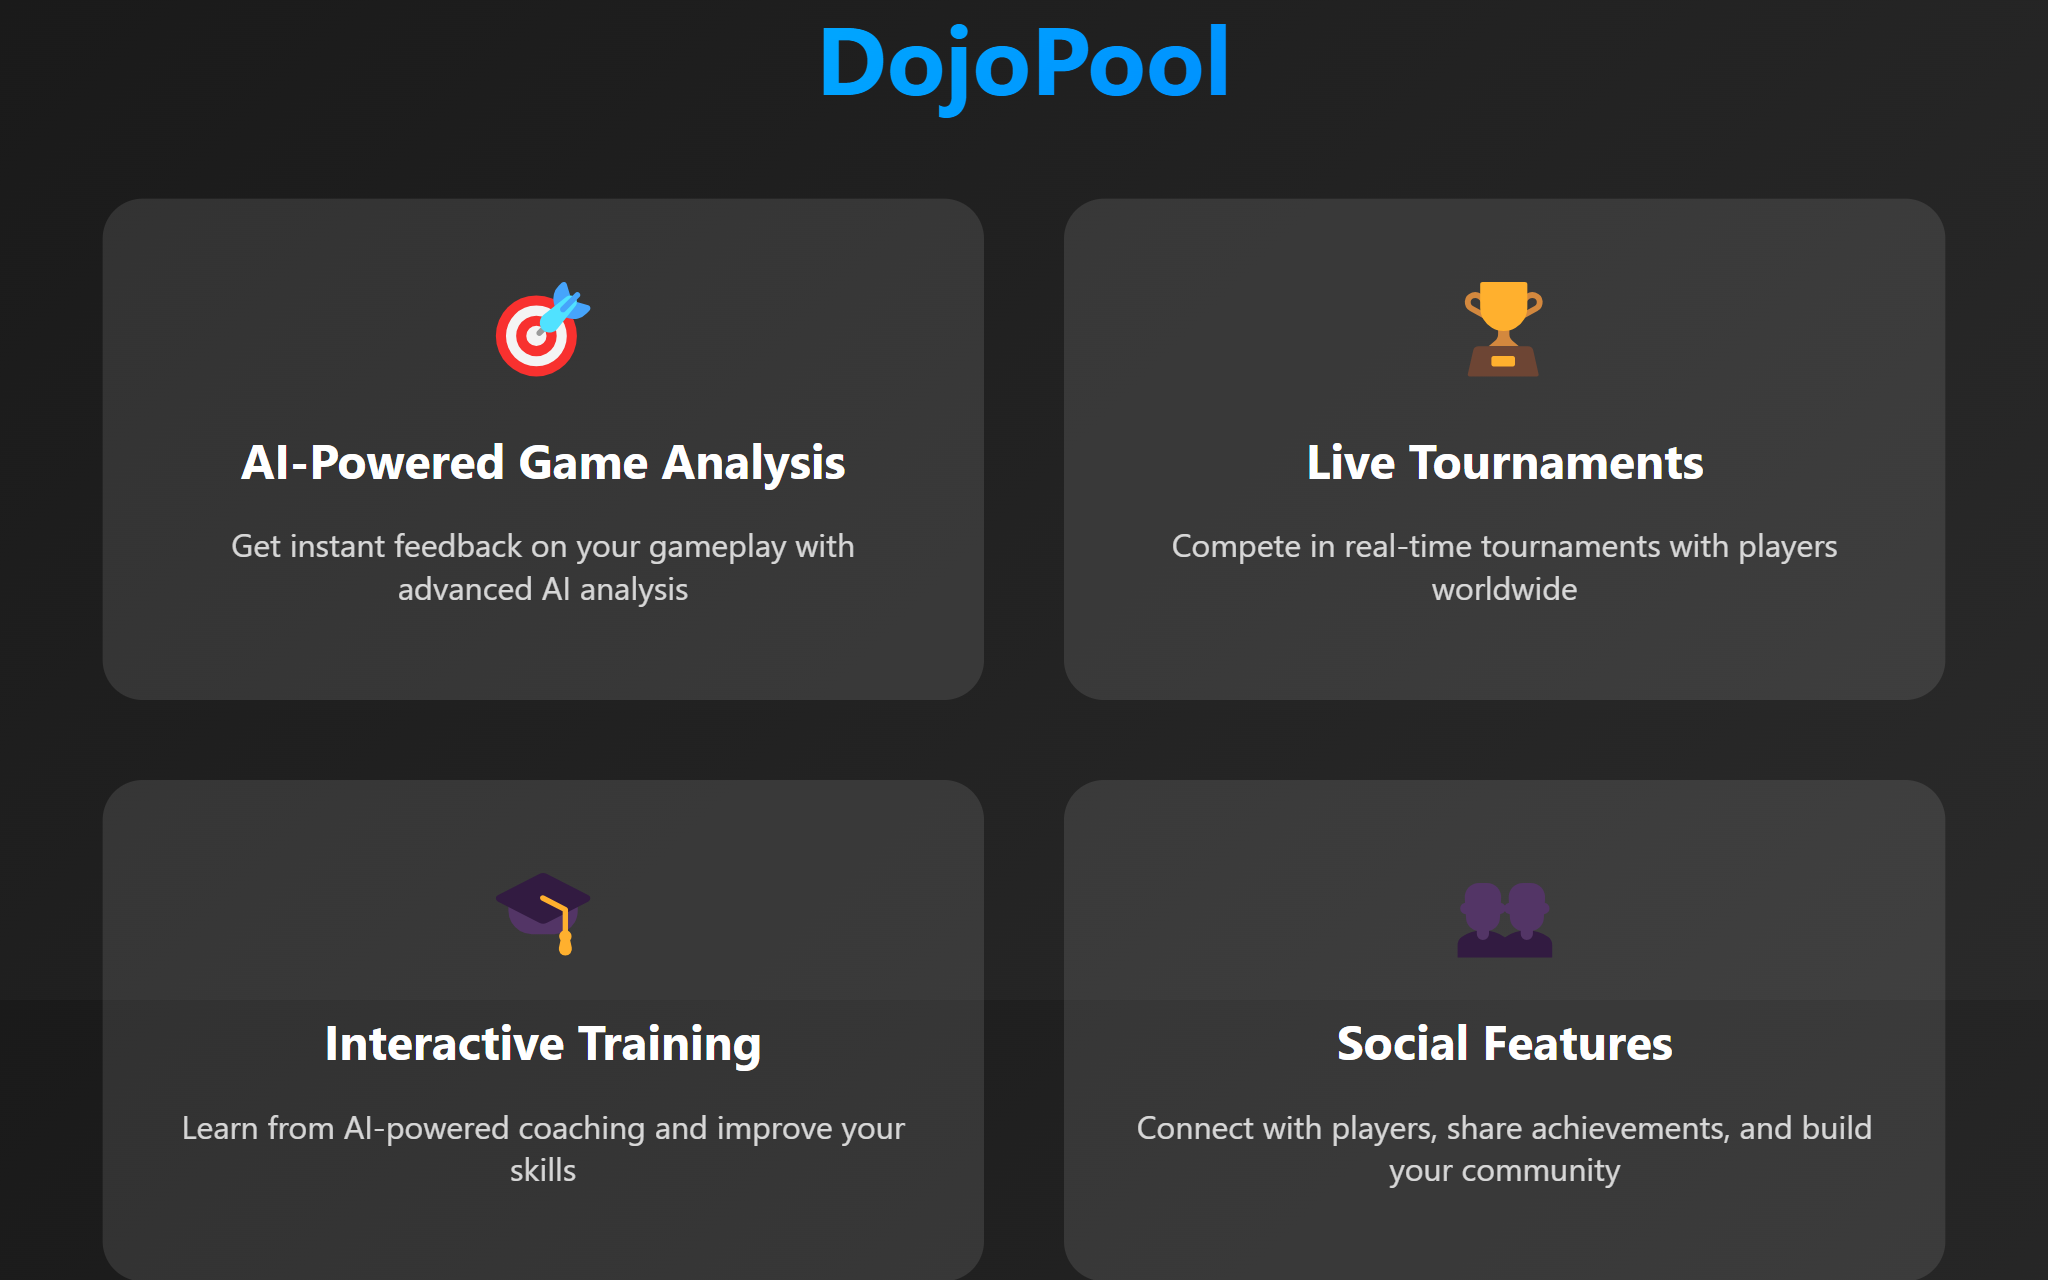 DojoPool
AI-Powered Game Analysis
Get instant feedback on your gameplay with
advanced AI analysis
Live Tournaments
Compete in real-time tournaments with players
worldwide
Interactive Training
Learn from AI-powered coaching and improve your
skills
Social Features
Connect with players, share achievements, and build
your community